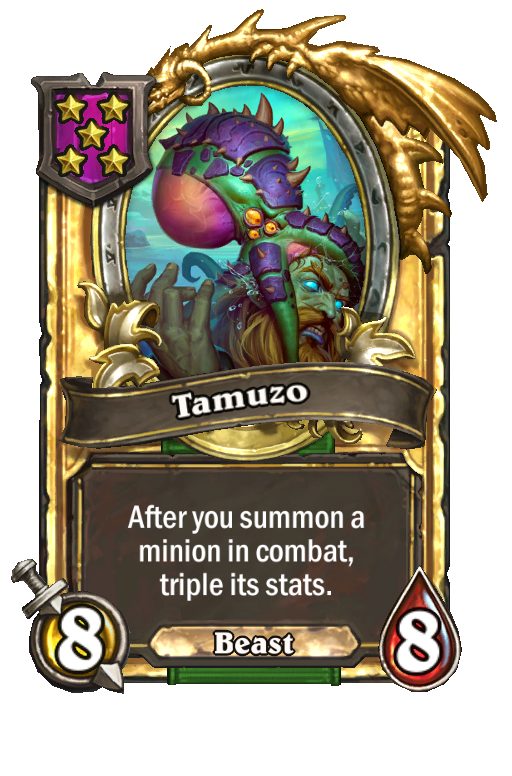 Tamuzo
After you summon a
minion in combat,
triple its stats.
8
Beast
8